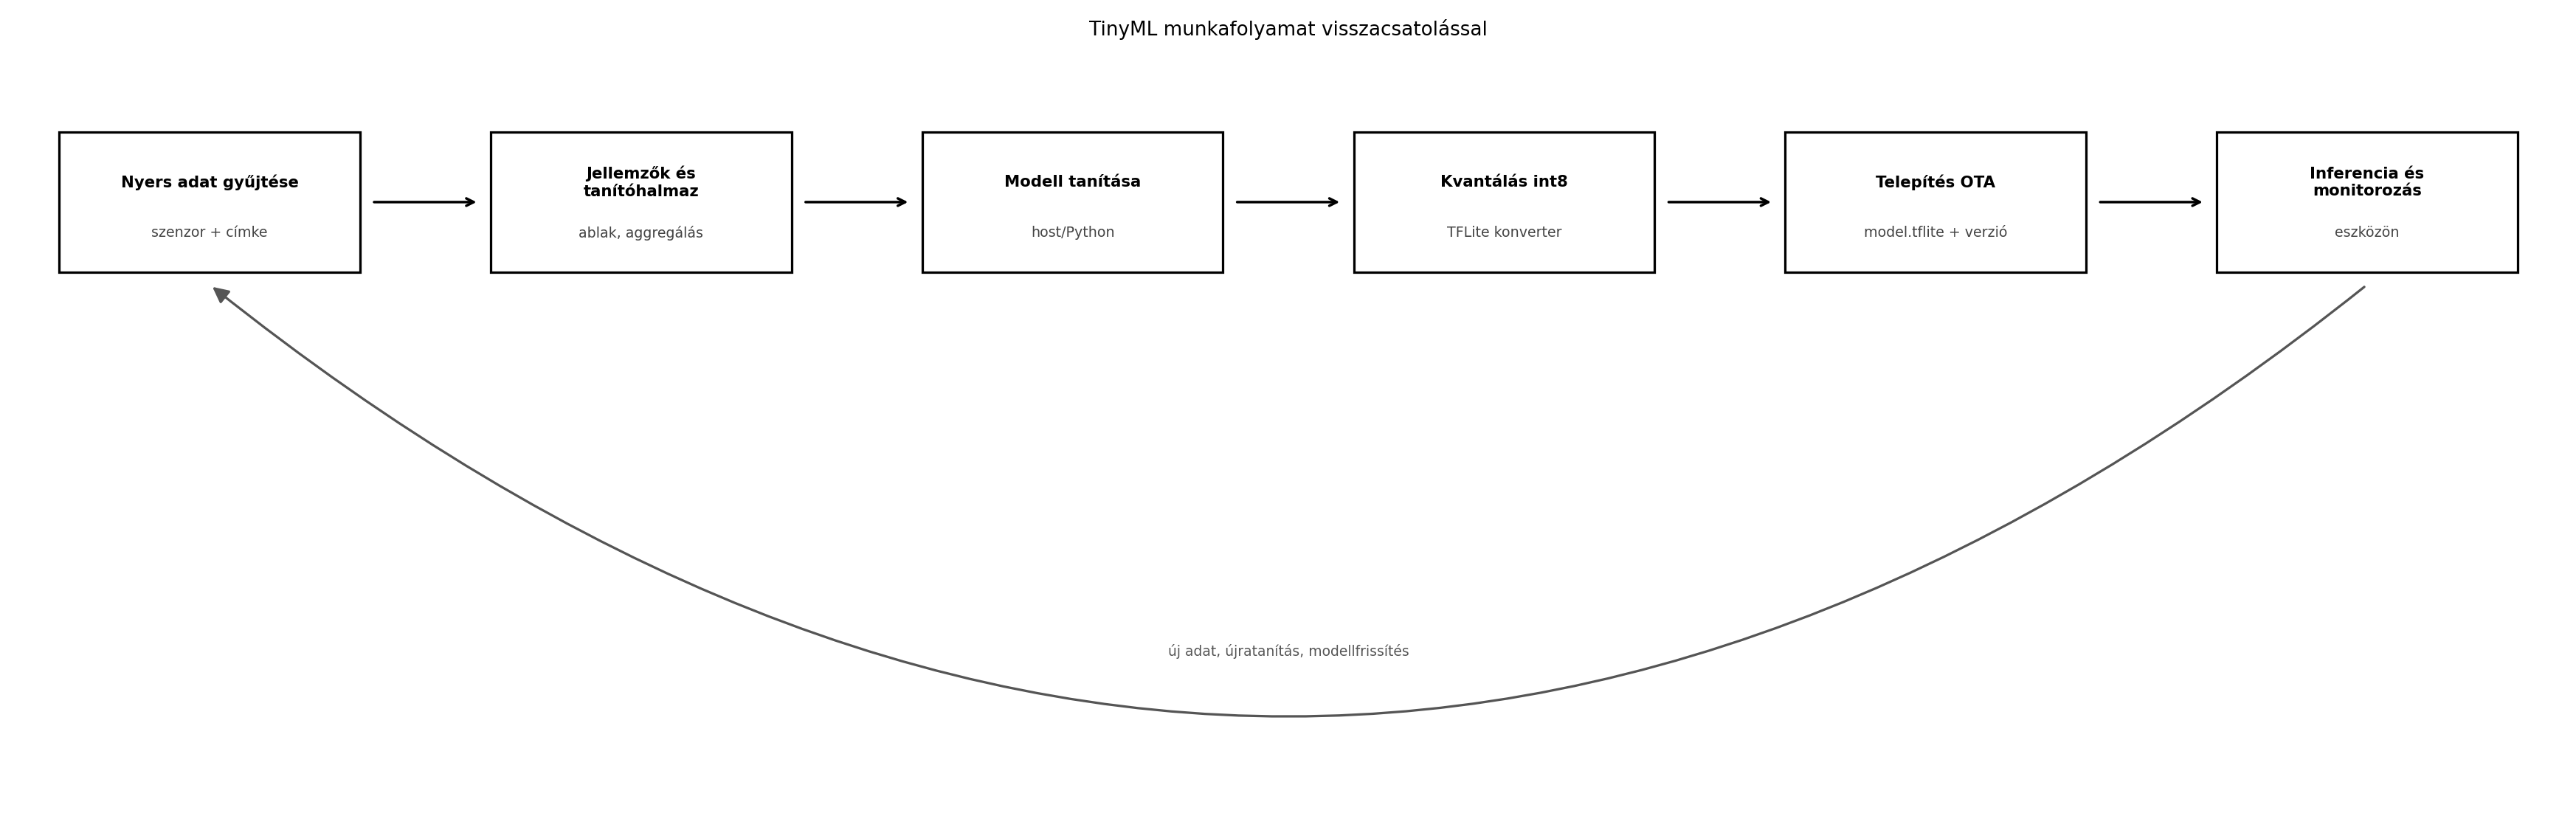 TinyML munkafolyamat visszacsatolással
Nyers adat gyűjtése
szenzor + címke
Jellemzők és
tanítóhalmaz
ablak, aggregálás
Modell tanítása
host/Python
Kvantálás int8
TFLite konverter
Telepítés OTA
model.tflite + verzió
Inferencia és
monitorozás
eszközön
új adat, újratanítás, modellfrissítés